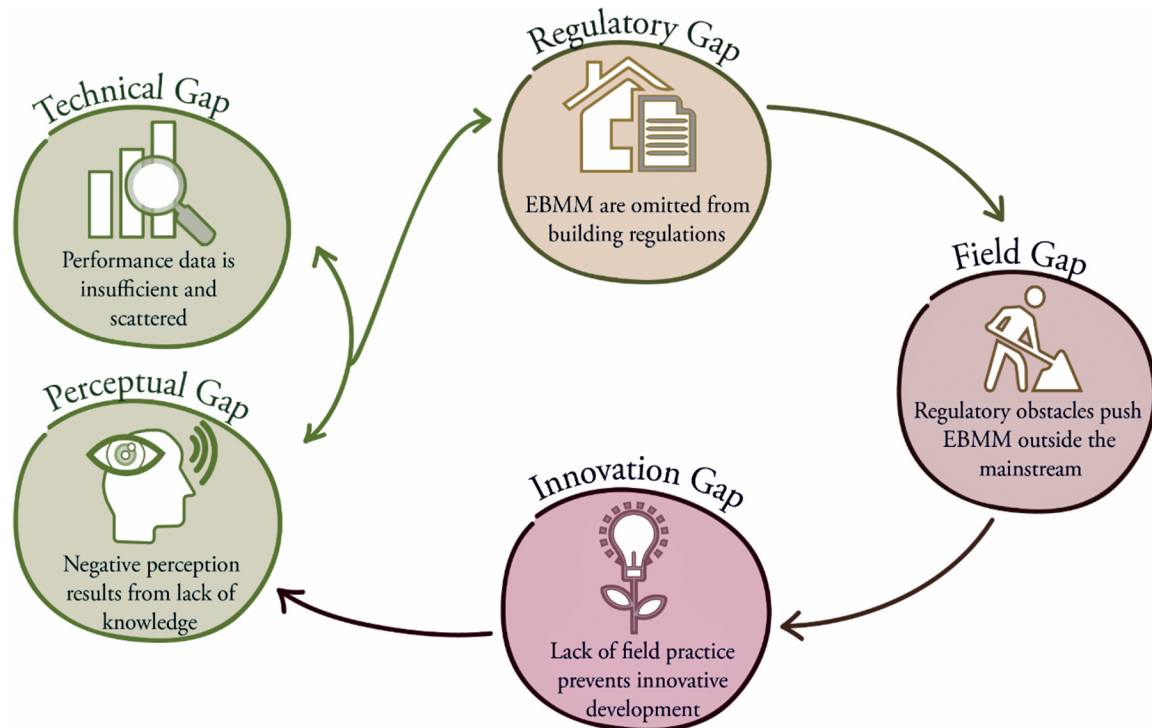 Technical Gap
Performance data is
insufficient and
scattered
Regulatory Gap
EBMM are omitted from
building regulations
Field Gap
Regulatory obstacles push
EBMM outside the
mainstream
Innovation Gap
Lack of field practice
prevents innovative
development
Perceptual Gap
Negative perception
results from lack of
knowledge